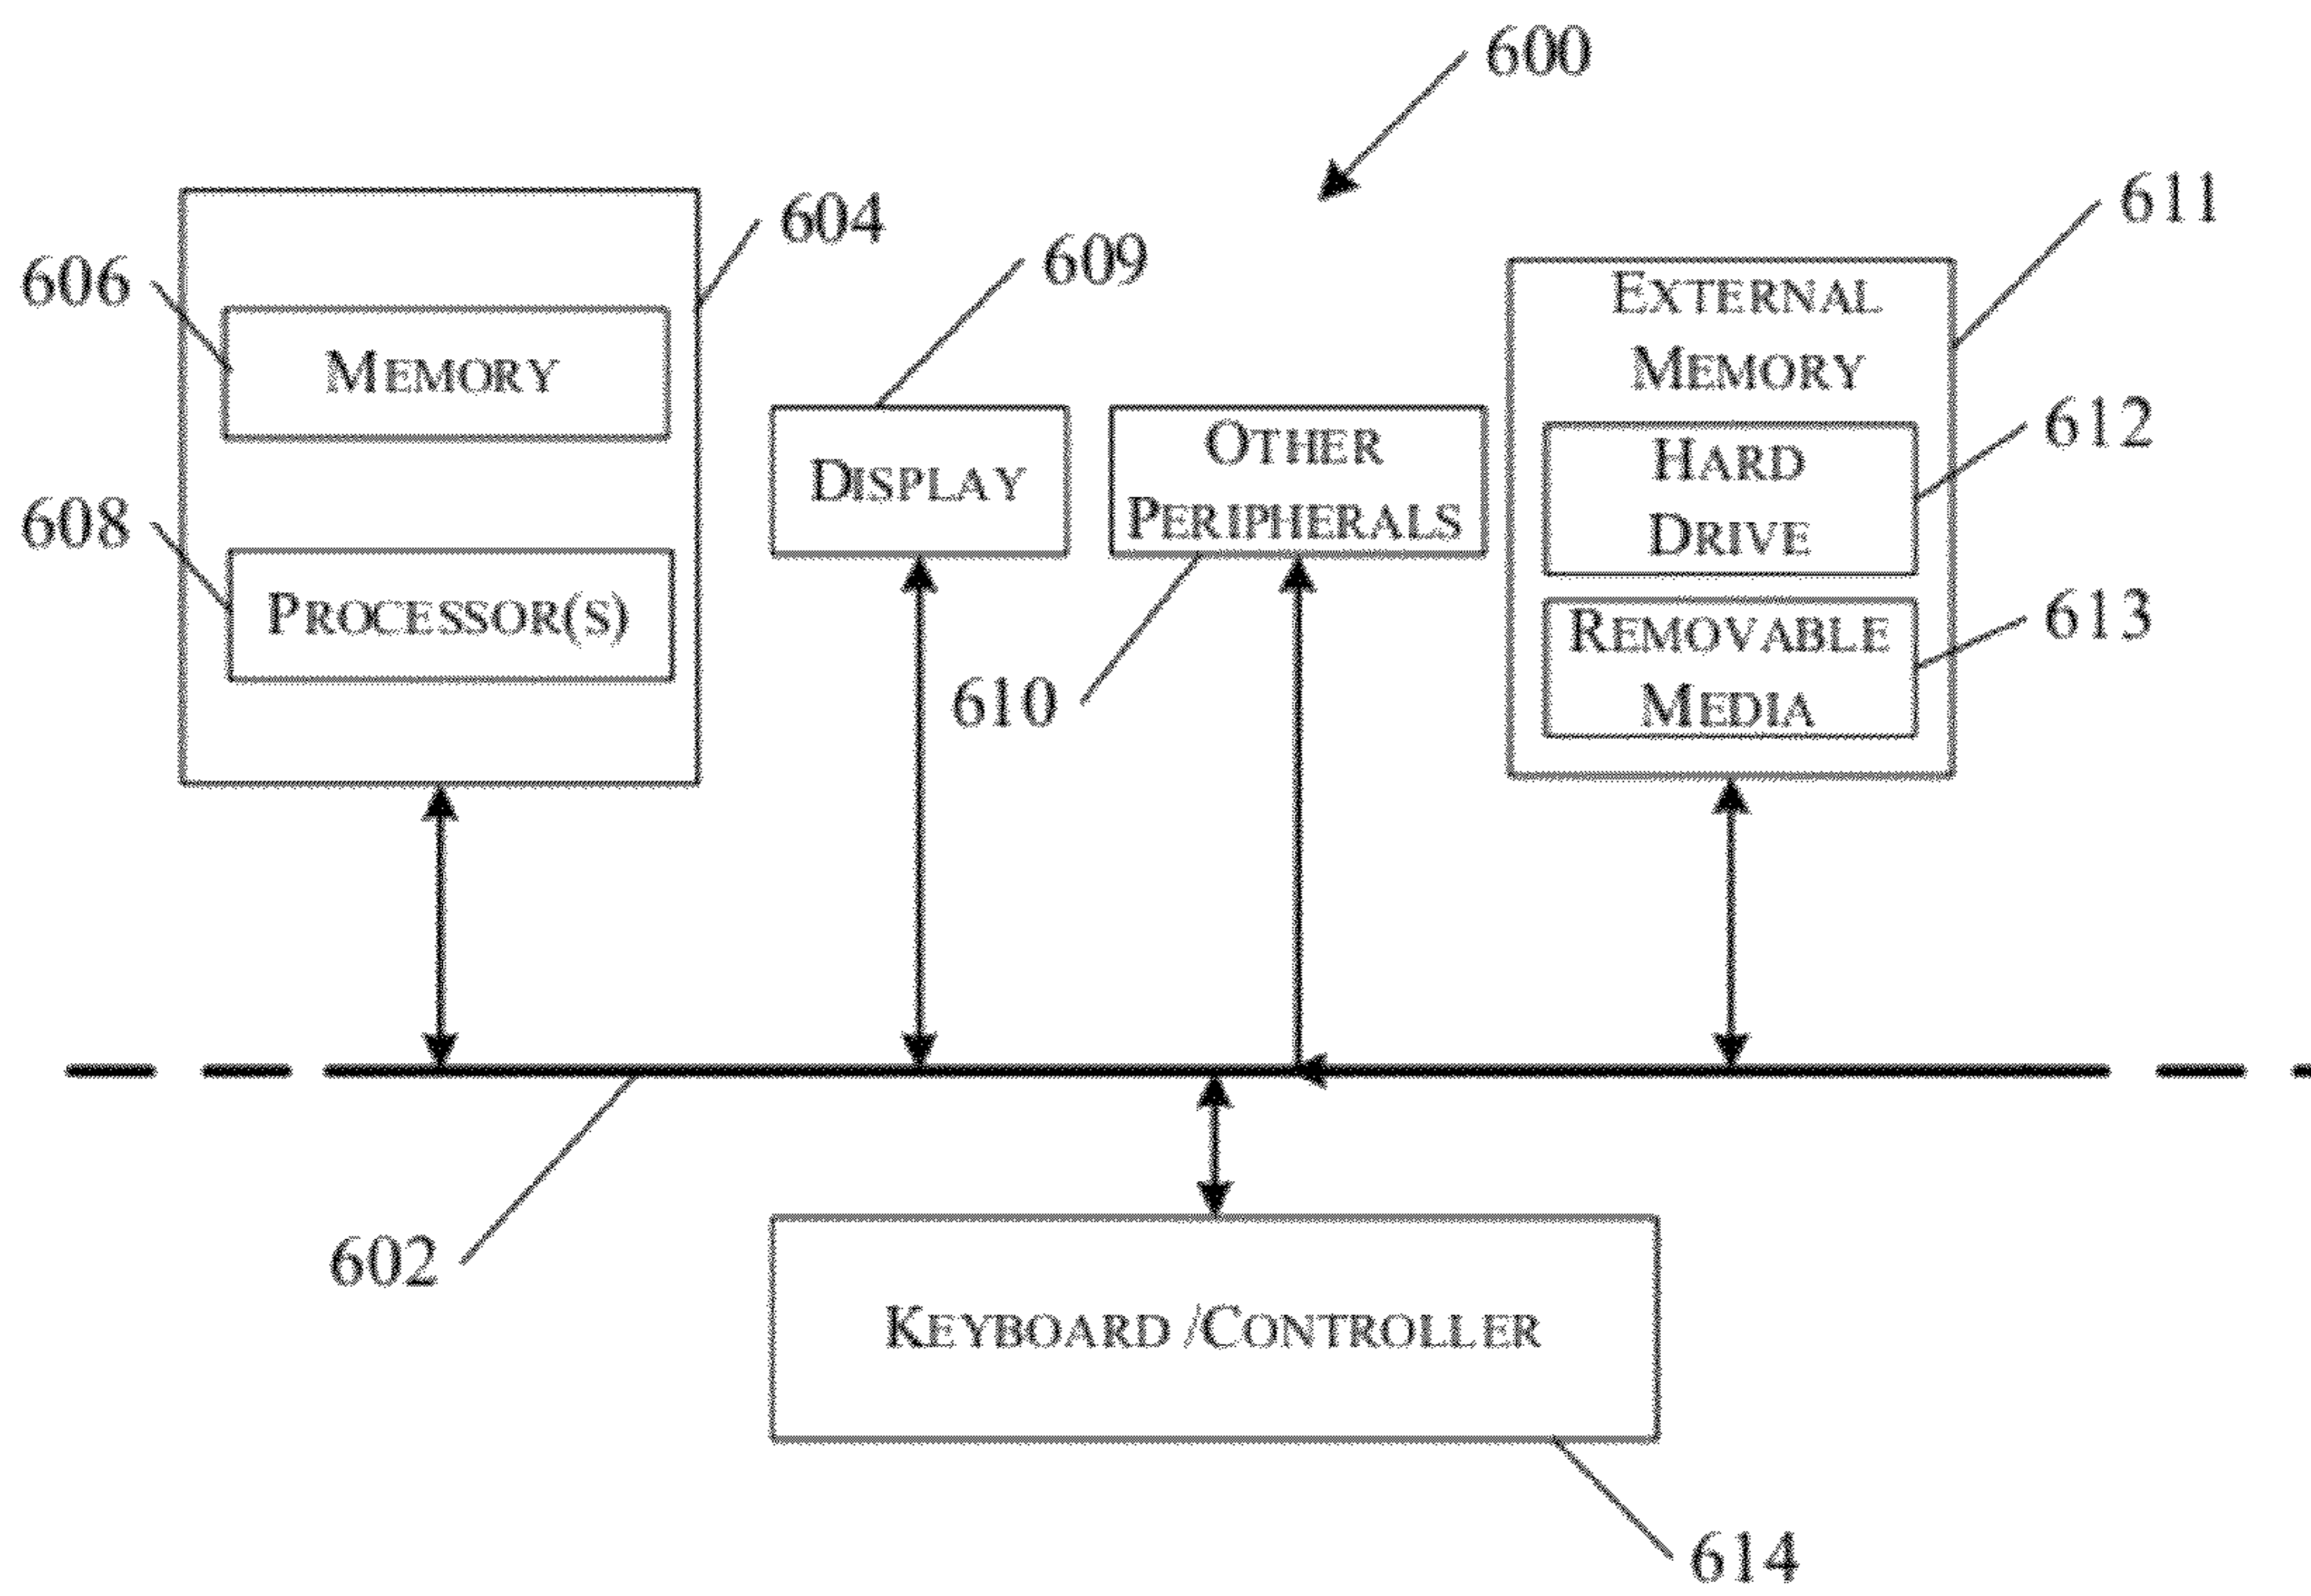 600
604
611
609
606
EXTERNAL
MEMORY
MEMORY
612
OTHER
HARD
DISPLAY
PERIPHERALS
DRIVE
608
PROCESSOR(S)
613
REMOVABLE
610
MEDIA
602
KEYBOARD /CONTROLLER
614